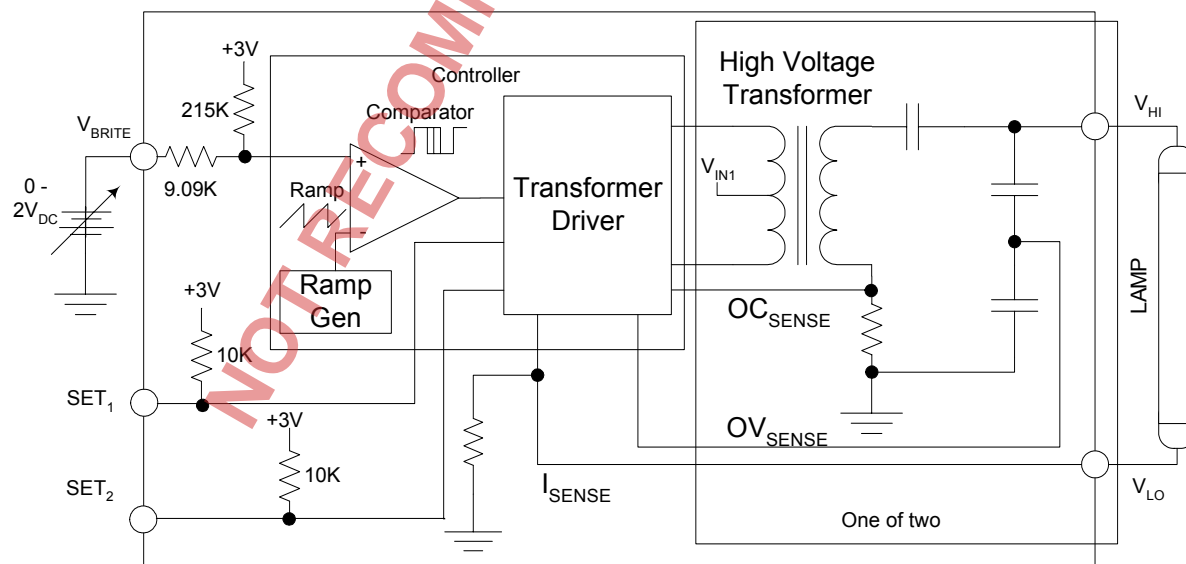 NOT RECOM
+3V
Controller
High Voltage
Transformer
215K
Comparator
V_BRITE
V_HI
+
9.09K
Ramp
V_IN1
Transformer
Driver
0 -
2V_DC
-
Ramp
Gen
+3V
OC_SENSE
LAMP
10K
SET_1
+3V
OV_SENSE
10K
SET_2
I_SENSE
V_LO
One of two